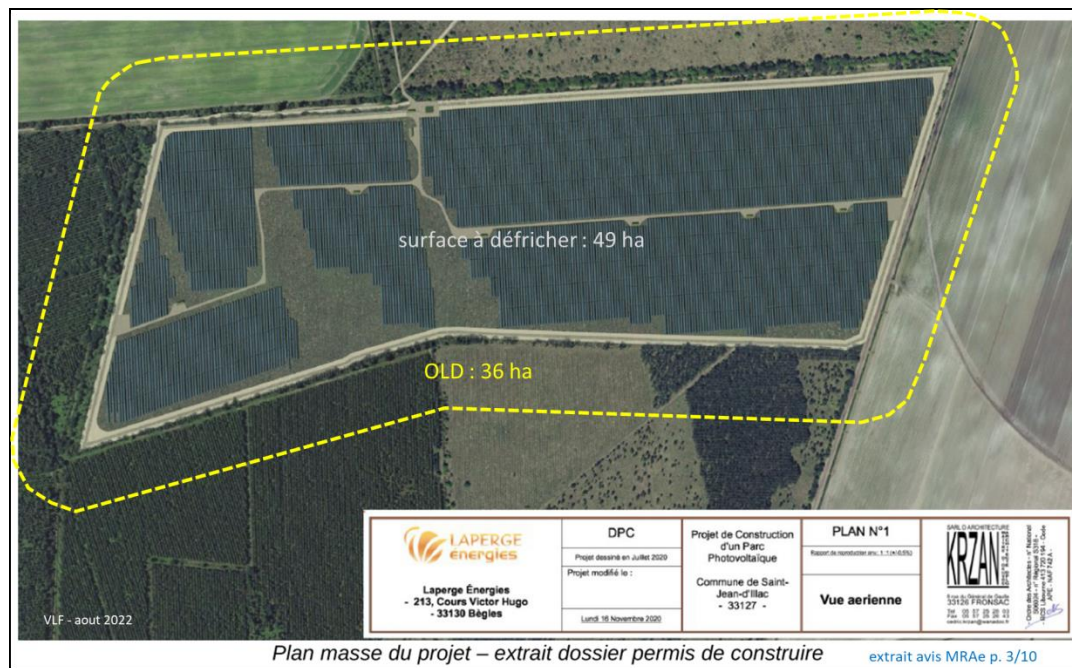 surface à défricher : 49 ha
OLD : 36 ha
VLF - aout 2022
LAPERGE
énergies
Laperge Énergies
- 213, Cours Victor Hugo
- 33130 Bègles
DPC
Projet dessiné en Juillet 2020
Projet modifié le :
Lundi 16 Novembre 2020
Projet de Construction
d'un Parc
Photovoltaïque
Commune de Saint-
Jean-d'Illac
- 33127 -
PLAN N°1
Vue aerienne
SARL D'ARCHITECTURE
KRZAN
33126 FRONSAC
Plan masse du projet – extrait dossier permis de construire
extrait avis MRAe p. 3/10